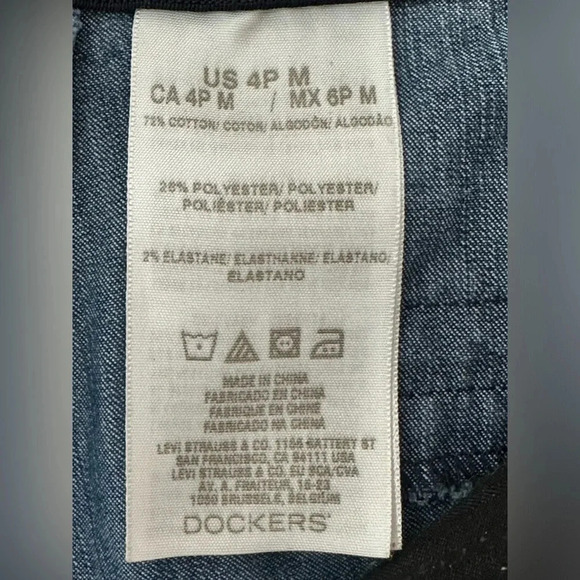 US 4P M
CA 4P M / MX 6P M
72% COTTON/ COTON/ ALGODÓN/ ALGODÃO
26% POLYESTER/ POLYESTER/
POLIÉSTER/ POLIESTER
2% ELASTANE/ ELASTHANNE/ ELASTANO/
ELASTANO
MADE IN CHINA
FABRICADO EN CHINA
FABRIQUE EN CHINE
FABRICADO NA CHINA
LEVI STRAUSS & CO. 1155 BATTERY ST
SAN FRANCISCO, CA 94111 USA
LEVI STRAUSS & CO. EU SCA/CVA
AV. A. FRAITEUR, 15-23
1050 BRUSSELS, BELGIUM
DOCKERS®